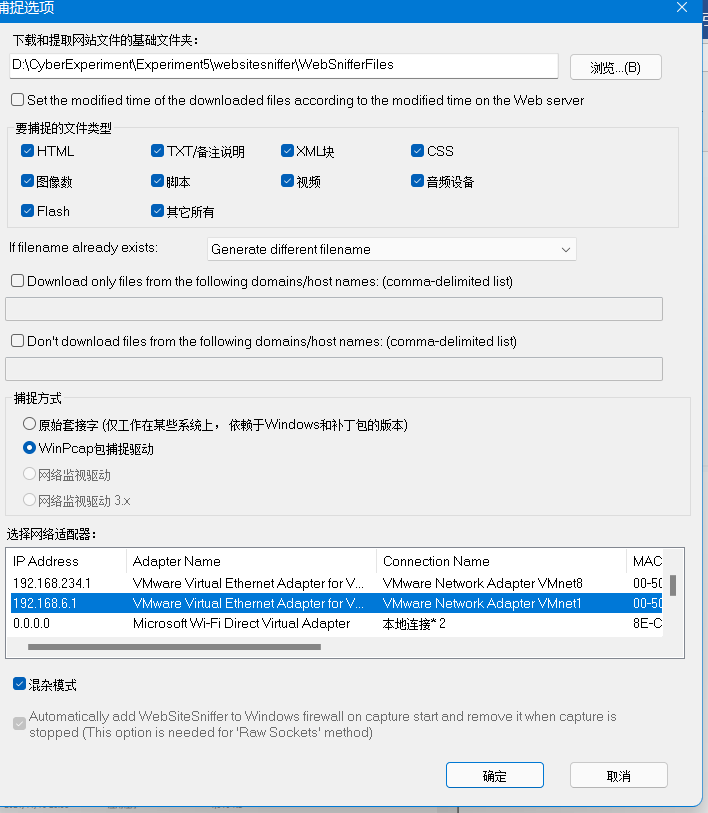 捕捉选项
下载和提取网站文件的基础文件夹：
D:\CyberExperiment\Experiment5\websitesniffer\WebSnifferFiles
浏览...(B)
Set the modified time of the downloaded files according to the modified time on the Web server
要捕捉的文件类型
HTML TXT/备注说明 XML块 CSS
图像数 脚本 视频 音频设备
Flash 其它所有
If filename already exists: Generate different filename
Download only files from the following domains/host names: (comma-delimited list)
Don't download files from the following domains/host names: (comma-delimited list)
捕捉方式
原始套接字 (仅工作在某些系统上， 依赖于Windows和补丁包的版本)
WinPcap包捕捉驱动
网络监视驱动
网络监视驱动 3.x
选择网络适配器：
IP Address Adapter Name Connection Name MAC
192.168.234.1 VMware Virtual Ethernet Adapter for V... VMware Network Adapter VMnet8 00-50
192.168.6.1 VMware Virtual Ethernet Adapter for V... VMware Network Adapter VMnet1 00-50
0.0.0.0 Microsoft Wi-Fi Direct Virtual Adapter 本地连接* 2 8E-C
混杂模式
Automatically add WebSiteSniffer to Windows firewall on capture start and remove it when capture is
stopped (This option is needed for 'Raw Sockets' method)
确定 取消